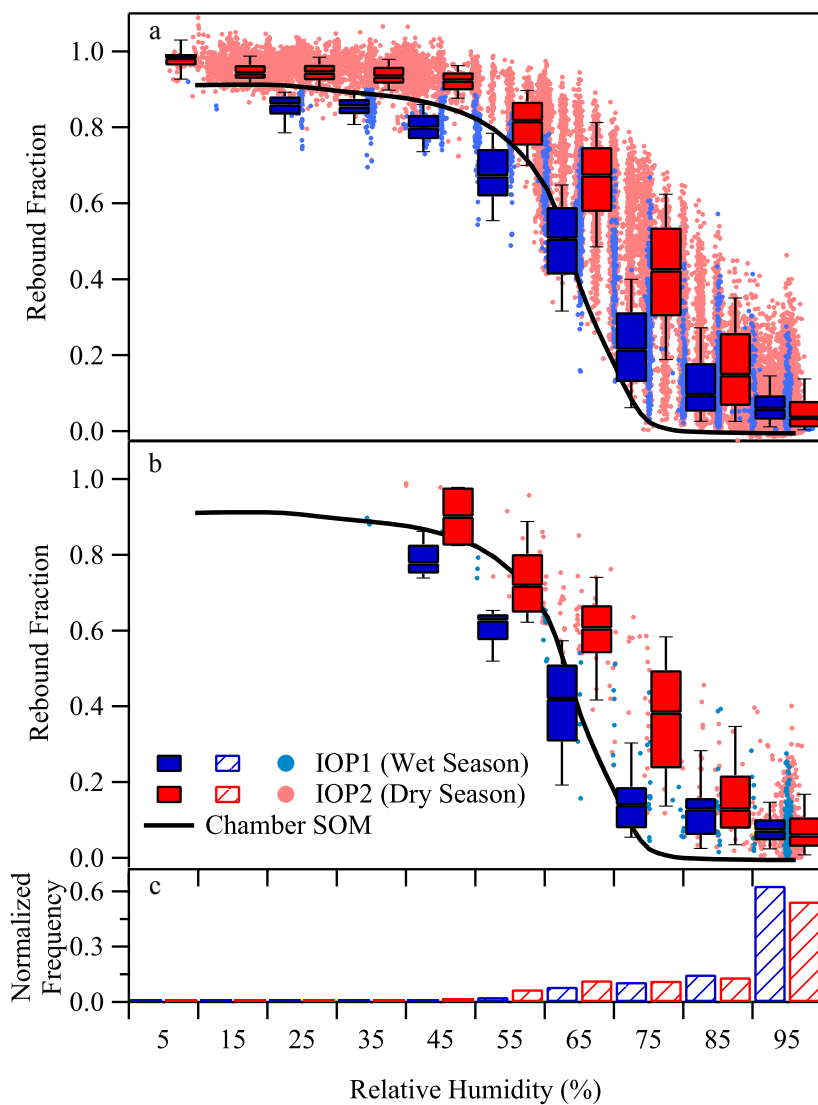 a
1.0
0.8
0.6
0.4
0.2
0.0
Rebound Fraction
b
1.0
0.8
0.6
0.4
0.2
0.0
Rebound Fraction
IOP1 (Wet Season)
IOP2 (Dry Season)
Chamber SOM
c
0.6
0.3
0.0
Normalized
Frequency
5 15 25 35 45 55 65 75 85 95
Relative Humidity (%)